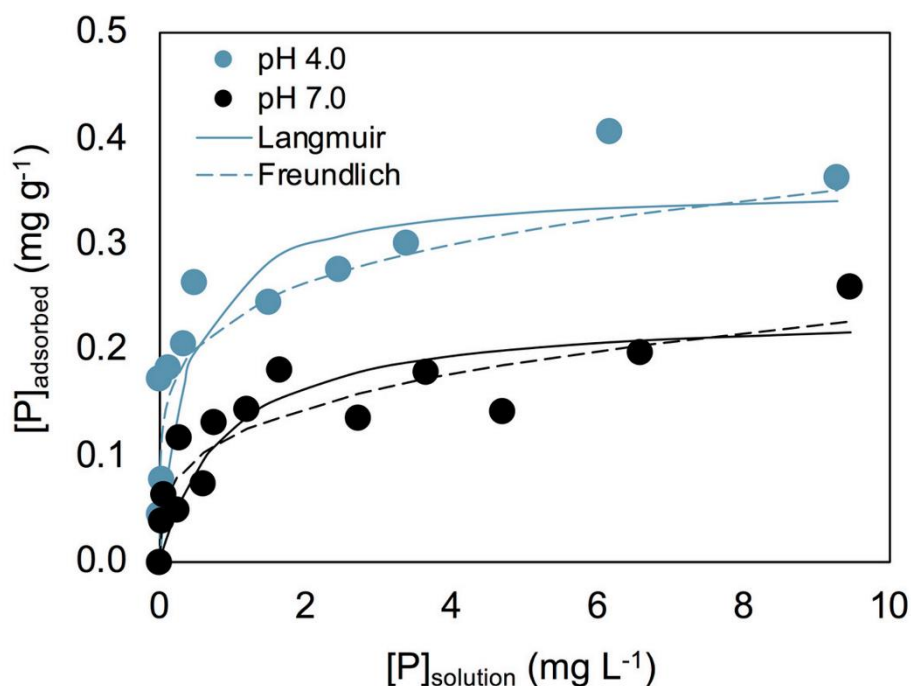 0.5
pH 4.0
pH 7.0
Langmuir
Freundlich
0.4
0.3
0.2
0.1
0.0
0 2 4 6 8 10
[P]adsorbed (mg g-1)
[P]solution (mg L-1)